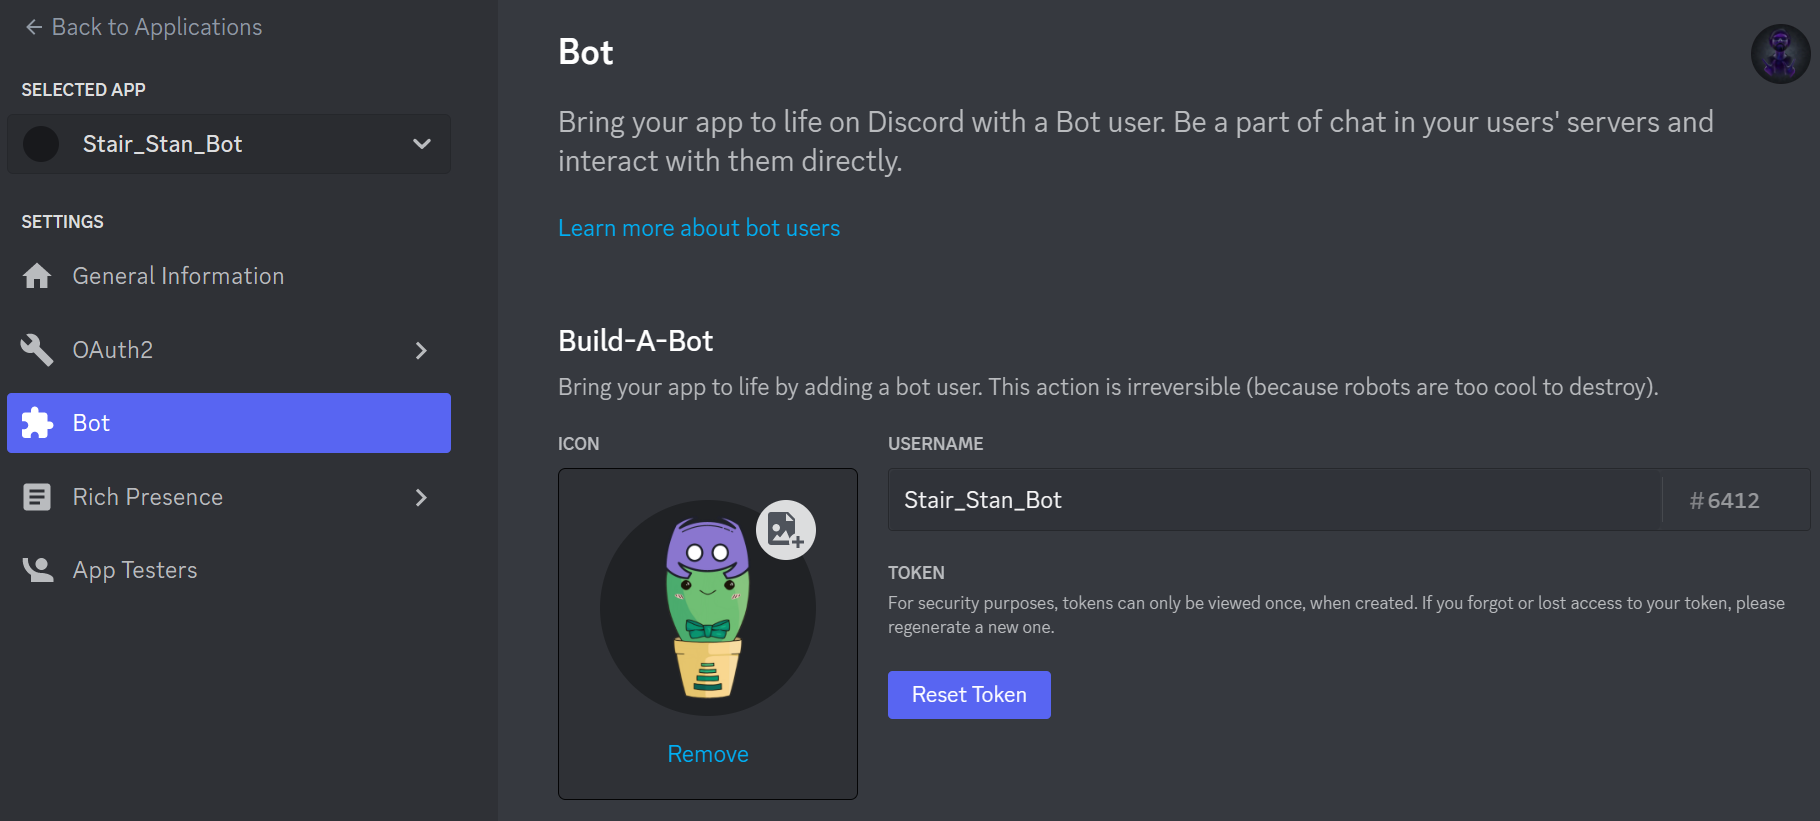 ← Back to Applications
SELECTED APP
Stair_Stan_Bot
SETTINGS
General Information
OAuth2
Bot
Rich Presence
App Testers
Bot
Bring your app to life on Discord with a Bot user. Be a part of chat in your users' servers and
interact with them directly.
Learn more about bot users
Build-A-Bot
Bring your app to life by adding a bot user. This action is irreversible (because robots are too cool to destroy).
ICON
Remove
USERNAME
Stair_Stan_Bot #6412
TOKEN
For security purposes, tokens can only be viewed once, when created. If you forgot or lost access to your token, please
regenerate a new one.
Reset Token